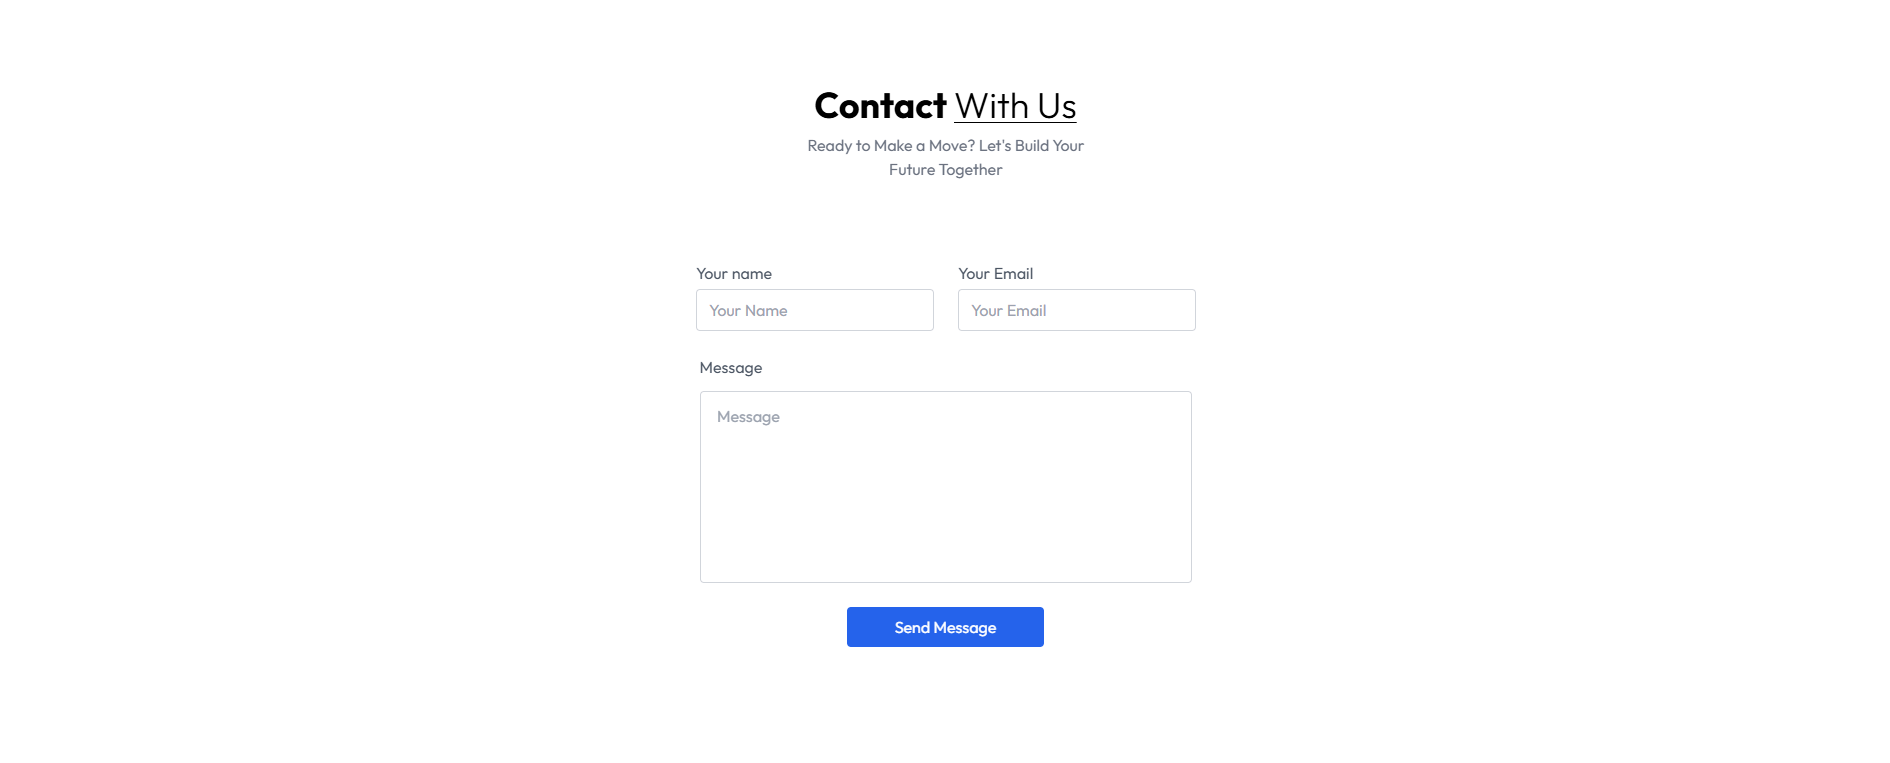 Contact With Us
Ready to Make a Move? Let's Build Your
Future Together
Your name
Your Email
Your Name
Your Email
Message
Message
Send Message